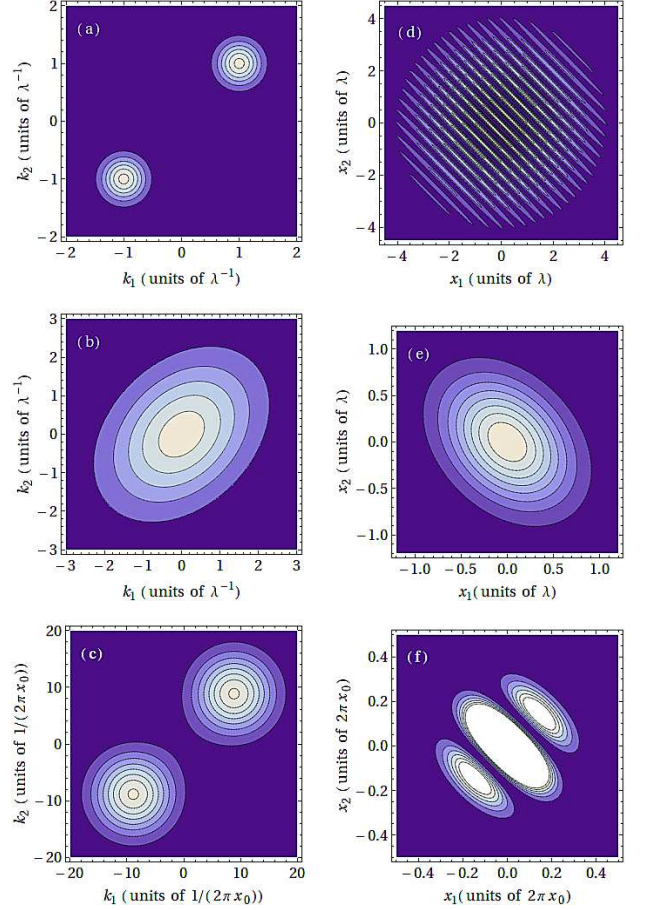 (a)
2
1
0
−1
−2
k2 (units of λ−1)
−2 −1 0 1 2
k1 (units of λ−1)
(d)
4
2
0
−2
−4
x2 (units of λ)
−4 −2 0 2 4
x1 (units of λ)
(b)
3
2
1
0
−1
−2
−3
k2 (units of λ−1)
−3 −2 −1 0 1 2 3
k1 (units of λ−1)
(e)
1.0
0.5
0.0
−0.5
−1.0
x2 (units of λ)
−1.0 −0.5 0.0 0.5 1.0
x1(units of λ)
(c)
20
10
0
−10
−20
k2 (units of 1/(2π x0))
−20 −10 0 10 20
k1 (units of 1/(2π x0))
(f)
0.4
0.2
0.0
−0.2
−0.4
x2 (units of 2π x0)
−0.4 −0.2 0.0 0.2 0.4
x1(units of 2π x0)